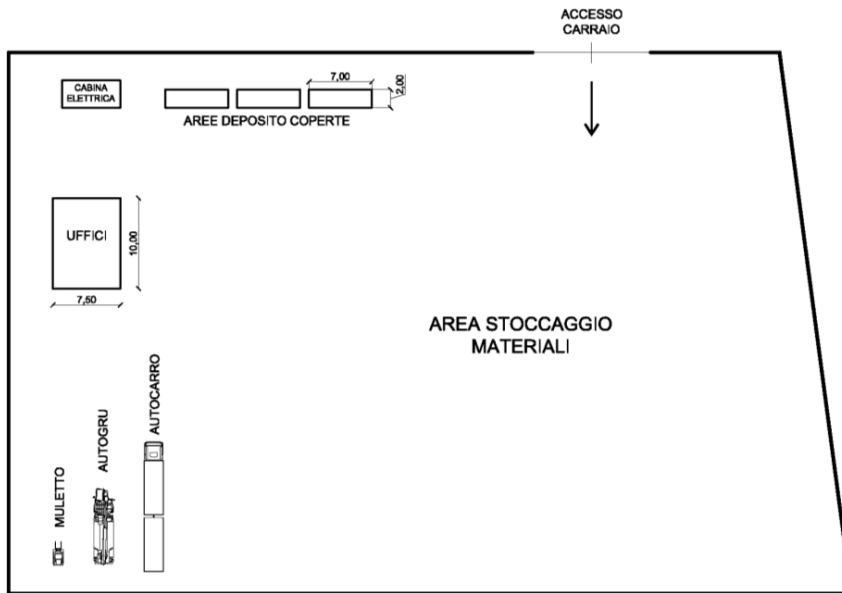 ACCESSO
CARRAIO
CABINA
ELETTRICA
7,00
2,00
AREE DEPOSITO COPERTE
UFFICI
10,00
7,50
AREA STOCCAGGIO
MATERIALI
MULETTO
AUTOGRU
AUTOCARRO